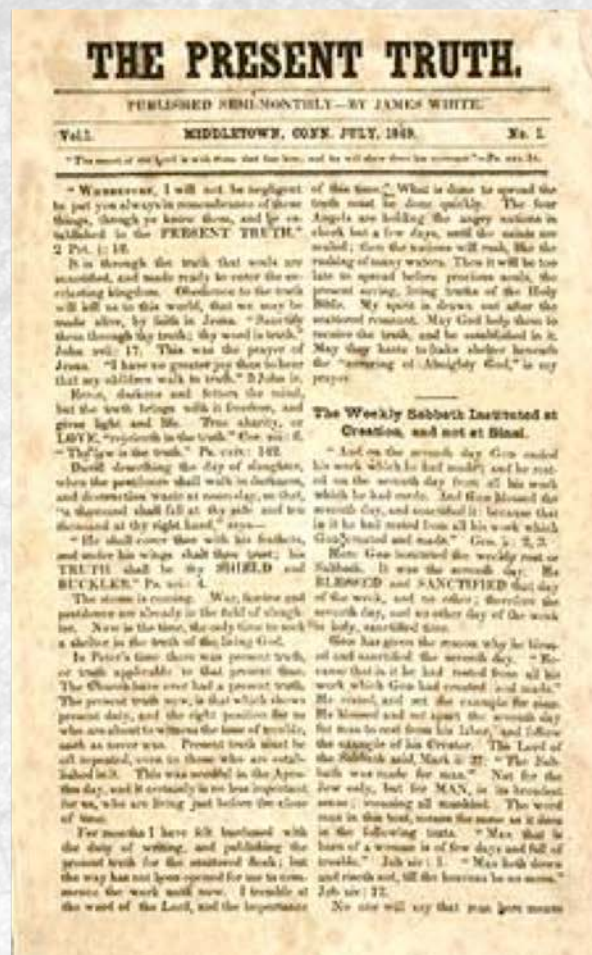 THE PRESENT TRUTH.
PUBLISHED SEMI-MONTHLY—BY JAMES WHITE.
Vol.1. MIDDLETOWN, CONN. JULY, 1849. No. 1.
"The secret of the Lord is with them that fear him; and he will shew them his covenant."—Ps. xxv. 14.
"WHEREFORE, I will not be negligent
to put you always in remembrance of these
things, though ye know them, and be es-
tablished in the PRESENT TRUTH."
2 Pet. i: 12.
It is through the truth that souls are
sanctified, and made ready to enter the ev-
erlasting kingdom. Obedience to the truth
will kill us to this world, that we may be
made alive, by faith in Jesus. "Sanctify
them through thy truth; thy word is truth."
John xvii: 17. This was the prayer of
Jesus. "I have no greater joy than to hear
that my children walk in truth." 3 John iv.
Error, darkens and fetters the mind,
but the truth brings with it freedom, and
gives light and life. True charity, or
LOVE, "rejoiceth in the truth." Cor. xiii: 6.
"Thy law is the truth." Ps. cxix: 142.
David describing the day of slaughter,
when the pestilence shall walk in darkness,
and destruction waste at noon-day, so that,
"a thousand shall fall at thy side and ten
thousand at thy right hand," says—
"He shall cover thee with his feathers,
and under his wings shalt thou trust; his
TRUTH shall be thy SHIELD and
BUCKLER." Ps. xci: 4.
The storm is coming. War, famine and
pestilence are already in the field of slaugh-
ter. Now is the time, the only time to seek
a shelter in the truth of the living God.
In Peter's time there was present truth,
or truth applicable to that present time.
The Church have ever had a present truth.
The present truth now, is that which shows
present duty, and the right position for us
who are about to witness the time of trouble,
such as never was. Present truth must be
oft repeated, even to those who are estab-
lished in it. This was needful in the Apos-
tles day, and it certainly is no less important
for us, who are living just before the close
of time.
For months I have felt burdened with
the duty of writing, and publishing the
present truth for the scattered flock; but
the way has not been opened for me to com-
mence the work until now. I tremble at
the word of the Lord, and the importance
of this time. What is done to spread the
truth must be done quickly. The four
Angels are holding the angry nations in
check but a few days, until the saints are
sealed; then the nations will rush, like the
rushing of many waters. Then it will be too
late to spread before precious souls, the
present saving, living truths of the Holy
Bible. My spirit is drawn out after the
scattered remnant. May God help them to
receive the truth, and be established in it.
May they haste to take shelter beneath
the "covering of Almighty God," is my
prayer.
The Weekly Sabbath Instituted at
Creation, and not at Sinai.
"And on the seventh day GOD ended
his work which he had made; and he rest-
ed on the seventh day from all his work
which he had made. And GOD blessed the
seventh day, and sanctified it: because that
in it he had rested from all his work which
GOD created and made." Gen. ii: 2, 3.
Here GOD instituted the weekly rest or
Sabbath. It was the seventh day. He
BLESSED and SANCTIFIED that day
of the week, and no other; therefore the
seventh day, and no other day of the week
is holy, sanctified time.
GOD has given the reason why he bless-
ed and sanctified the seventh day. "Be-
cause that in it he had rested from all his
work which GOD had created and made."
He rested, and set the example for man.
He blessed and set apart the seventh day
for man to rest from his labor, and follow
the example of his Creator. The Lord of
the Sabbath said, Mark ii: 27. "The Sab-
bath was made for man." Not for the
Jew only, but for MAN, in its broadest
sense; meaning all mankind. The word
man in this text, means the same as it does
in the following texts. "Man that is
born of a woman is of few days and full of
trouble." Job xiv: 1. "Man lieth down
and riseth not, till the heavens be no more."
Job xiv: 12.
No one will say that man here means